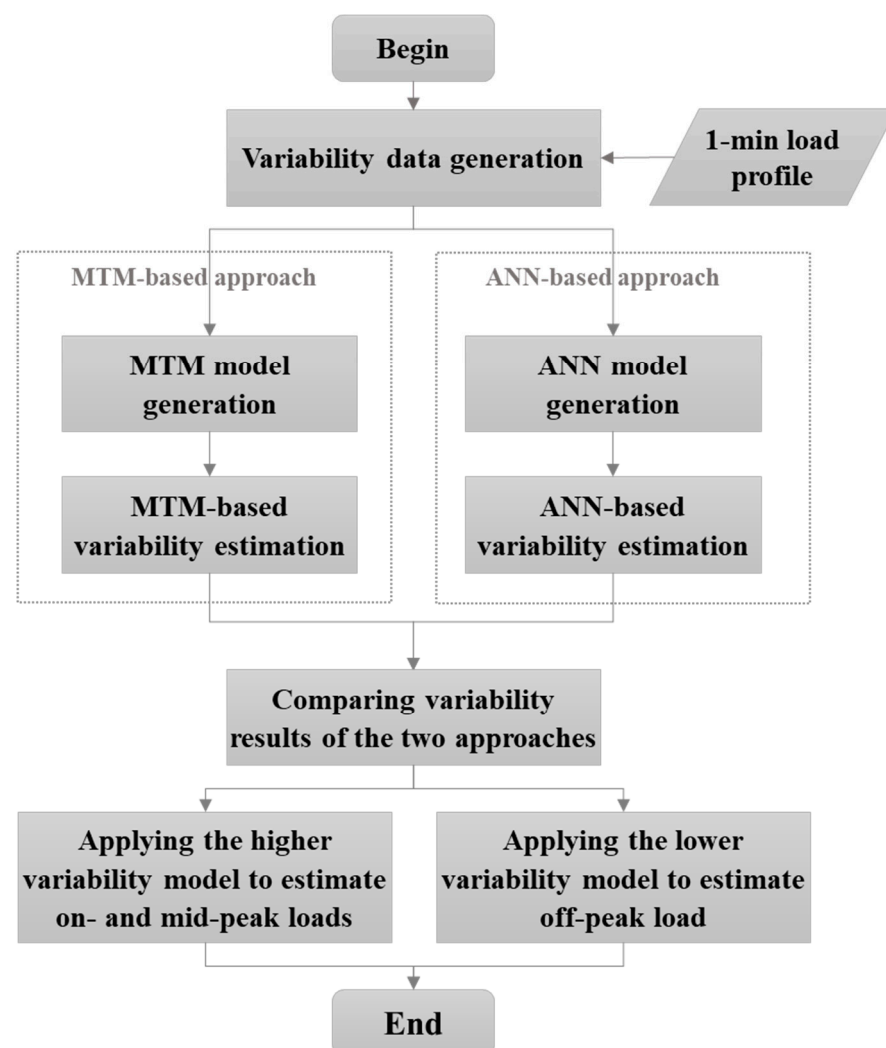 Begin
Variability data generation
1-min load
profile
MTM-based approach
ANN-based approach
MTM model
generation
ANN model
generation
MTM-based
variability estimation
ANN-based
variability estimation
Comparing variability
results of the two approaches
Applying the higher
variability model to estimate
on- and mid-peak loads
Applying the lower
variability model to estimate
off-peak load
End